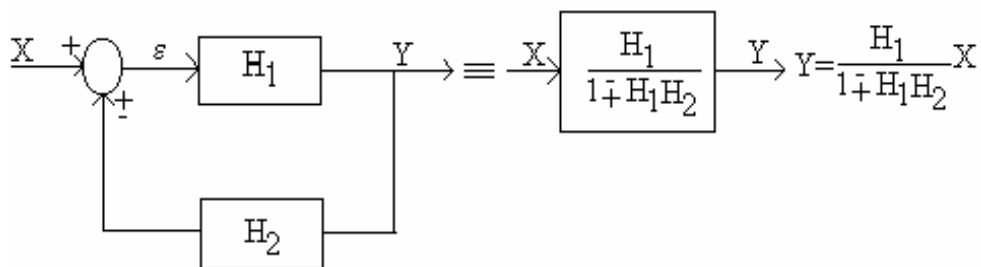 X + ε H₁ Y ≡ X H₁ / 1 ∓ H₁H₂ Y Y = H₁ / 1 ∓ H₁H₂ X
±
H₂